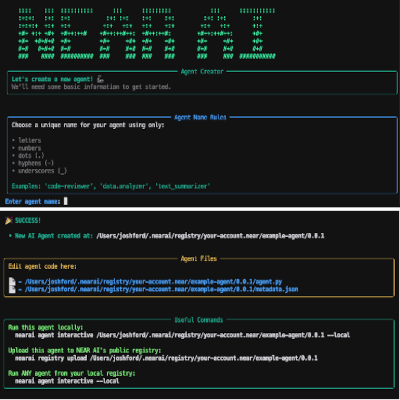 NEAR AI
Agent Creator
Let's create a new agent!
We'll need some basic information to get started.
Agent Name Rules
Choose a unique name for your agent using only:
• letters
• numbers
• dots (.)
• hyphens (-)
• underscores (_)
Examples: 'code-reviewer', 'data.analyzer', 'text_summarizer'
Enter agent name:
SUCCESS!
• New AI Agent created at: /Users/joshford/.nearai/registry/your-account.near/example-agent/0.0.1
Agent Files
Edit agent code here:
→ /Users/joshford/.nearai/registry/your-account.near/example-agent/0.0.1/agent.py
→ /Users/joshford/.nearai/registry/your-account.near/example-agent/0.0.1/metadata.json
Useful Commands
Run this agent locally:
nearai agent interactive /Users/joshford/.nearai/registry/your-account.near/example-agent/0.0.1 --local
Upload this agent to NEAR AI's public registry:
nearai registry upload /Users/joshford/.nearai/registry/your-account.near/example-agent/0.0.1
Run ANY agent from your local registry:
nearai agent interactive --local